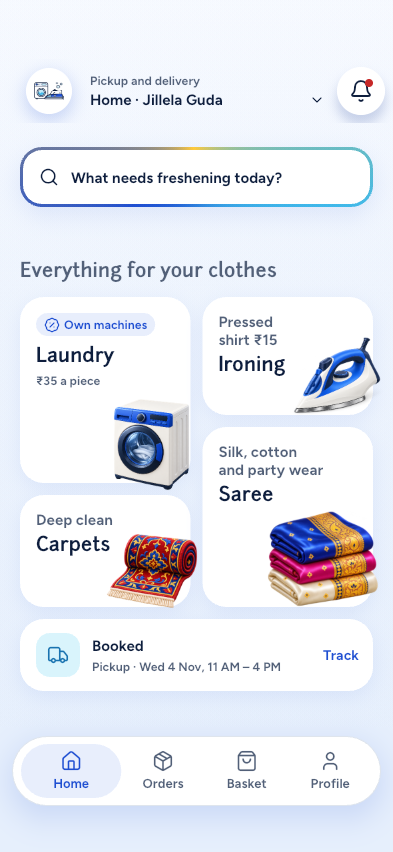 Pickup and delivery
Home · Jillela Guda
What needs freshening today?
Everything for your clothes
Own machines
Laundry
₹35 a piece
Pressed
shirt ₹15
Ironing
Silk, cotton
and party wear
Saree
Deep clean
Carpets
Booked
Pickup · Wed 4 Nov, 11 AM – 4 PM
Track
Home
Orders
Basket
Profile